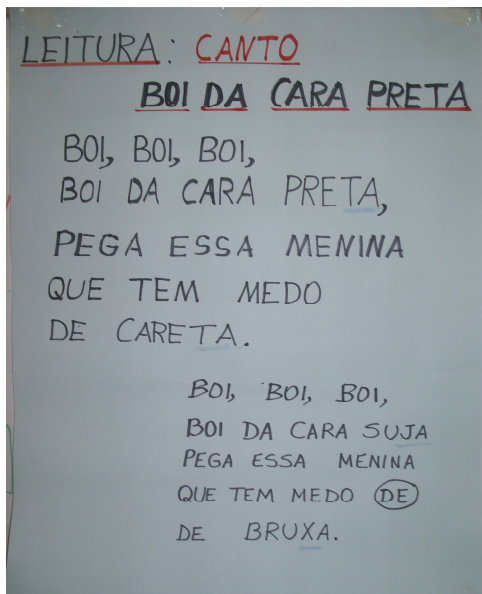 LEITURA: CANTO
BOI DA CARA PRETA
BOI, BOI, BOI,
BOI DA CARA PRETA,
PEGA ESSA MENINA
QUE TEM MEDO
DE CARETA.
BOI, BOI, BOI,
BOI DA CARA SUJA
PEGA ESSA MENINA
QUE TEM MEDO DE
DE BRUXA.